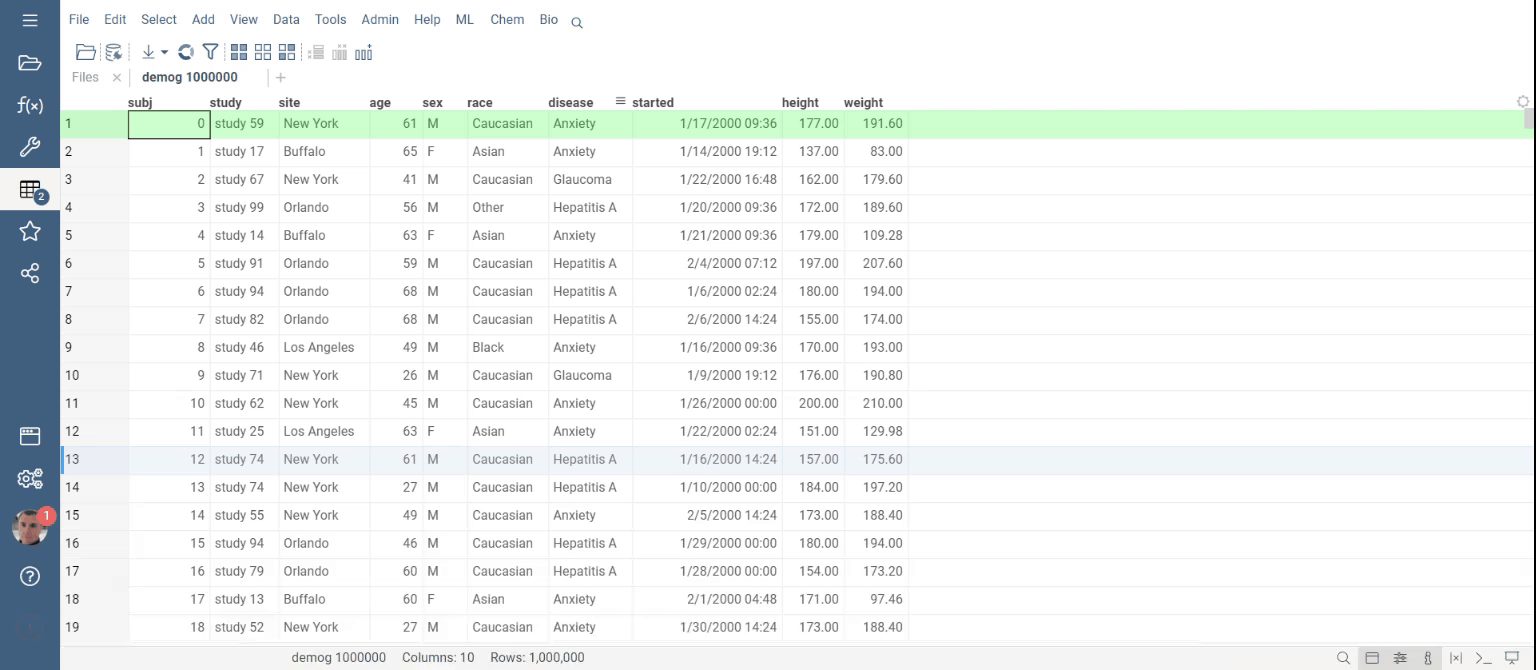 File Edit Select Add View Data Tools Admin Help ML Chem Bio
Files × demog 1000000 +
subj study site age sex race disease started height weight
1 0 study 59 New York 61 M Caucasian Anxiety 1/17/2000 09:36 177.00 191.60
2 1 study 17 Buffalo 65 F Asian Anxiety 1/14/2000 19:12 137.00 83.00
3 2 study 67 New York 41 M Caucasian Glaucoma 1/22/2000 16:48 162.00 179.60
4 3 study 99 Orlando 56 M Other Hepatitis A 1/20/2000 09:36 172.00 189.60
5 4 study 14 Buffalo 63 F Asian Anxiety 1/21/2000 09:36 179.00 109.28
6 5 study 91 Orlando 59 M Caucasian Hepatitis A 2/4/2000 07:12 197.00 207.60
7 6 study 94 Orlando 68 M Caucasian Hepatitis A 1/6/2000 02:24 180.00 194.00
8 7 study 82 Orlando 68 M Caucasian Hepatitis A 2/6/2000 14:24 155.00 174.00
9 8 study 46 Los Angeles 49 M Black Anxiety 1/16/2000 09:36 170.00 193.00
10 9 study 71 New York 26 M Caucasian Glaucoma 1/9/2000 19:12 176.00 190.80
11 10 study 62 New York 45 M Caucasian Anxiety 1/26/2000 00:00 200.00 210.00
12 11 study 25 Los Angeles 63 F Asian Anxiety 1/22/2000 02:24 151.00 129.98
13 12 study 74 New York 61 M Caucasian Hepatitis A 1/16/2000 14:24 157.00 175.60
14 13 study 74 New York 27 M Caucasian Hepatitis A 1/10/2000 00:00 184.00 197.20
15 14 study 55 New York 49 M Caucasian Anxiety 2/5/2000 14:24 173.00 188.40
16 15 study 94 Orlando 46 M Caucasian Hepatitis A 1/29/2000 00:00 180.00 194.00
17 16 study 79 Orlando 60 M Caucasian Hepatitis A 1/28/2000 00:00 154.00 173.20
18 17 study 13 Buffalo 60 F Asian Anxiety 2/1/2000 04:48 171.00 97.46
19 18 study 52 New York 27 M Caucasian Anxiety 1/30/2000 14:24 173.00 188.40
demog 1000000 Columns: 10 Rows: 1,000,000
f(x)
2
1